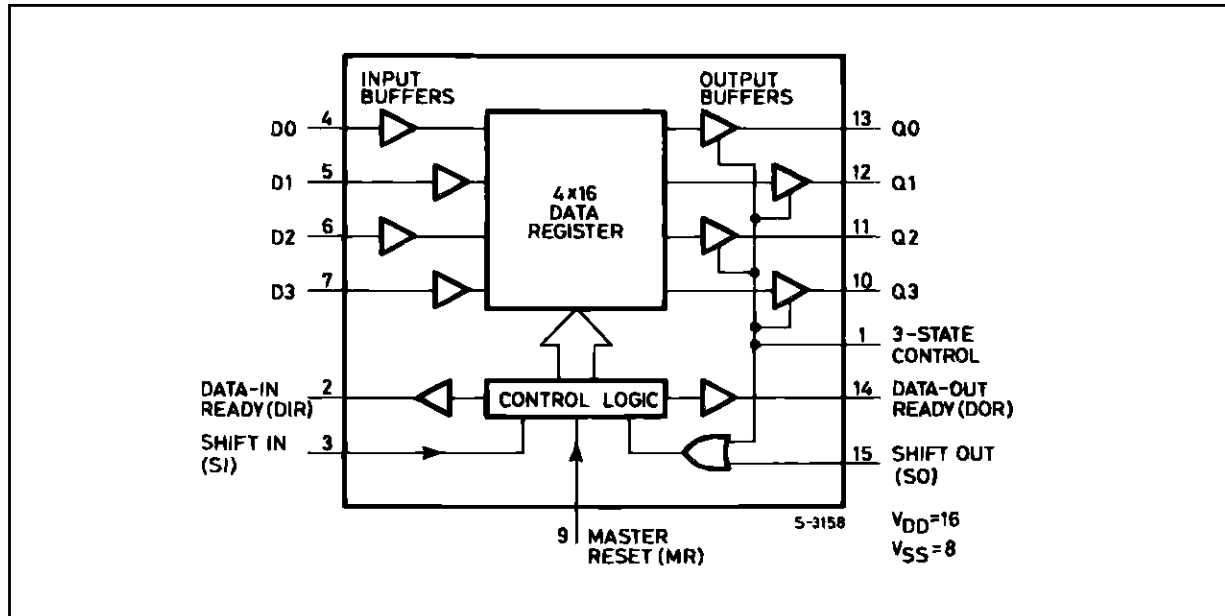 INPUT
BUFFERS
OUTPUT
BUFFERS
D0 4
13 Q0
D1 5
12 Q1
4x16
DATA
REGISTER
D2 6
11 Q2
D3 7
10 Q3
1 3-STATE
CONTROL
DATA-IN
READY(DIR)
2
CONTROL LOGIC
14 DATA-OUT
READY(DOR)
SHIFT IN
(SI)
3
15 SHIFT OUT
(SO)
S-3158
9 MASTER
RESET(MR)
VDD=16
VSS=8